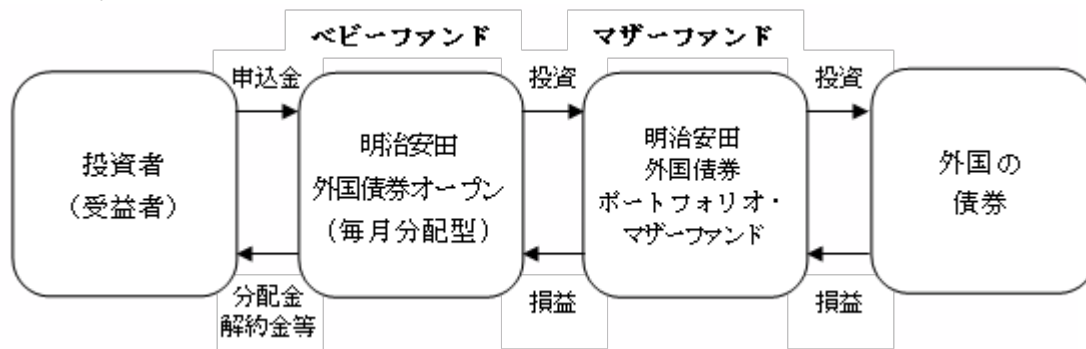 ベビーファンド
マザーファンド
申込金
投資
投資
投資者
（受益者）
明治安田
外国債券オープン
（毎月分配型）
明治安田
外国債券
ポートフォリオ・
マザーファンド
外国の
債券
分配金
解約金等
損益
損益